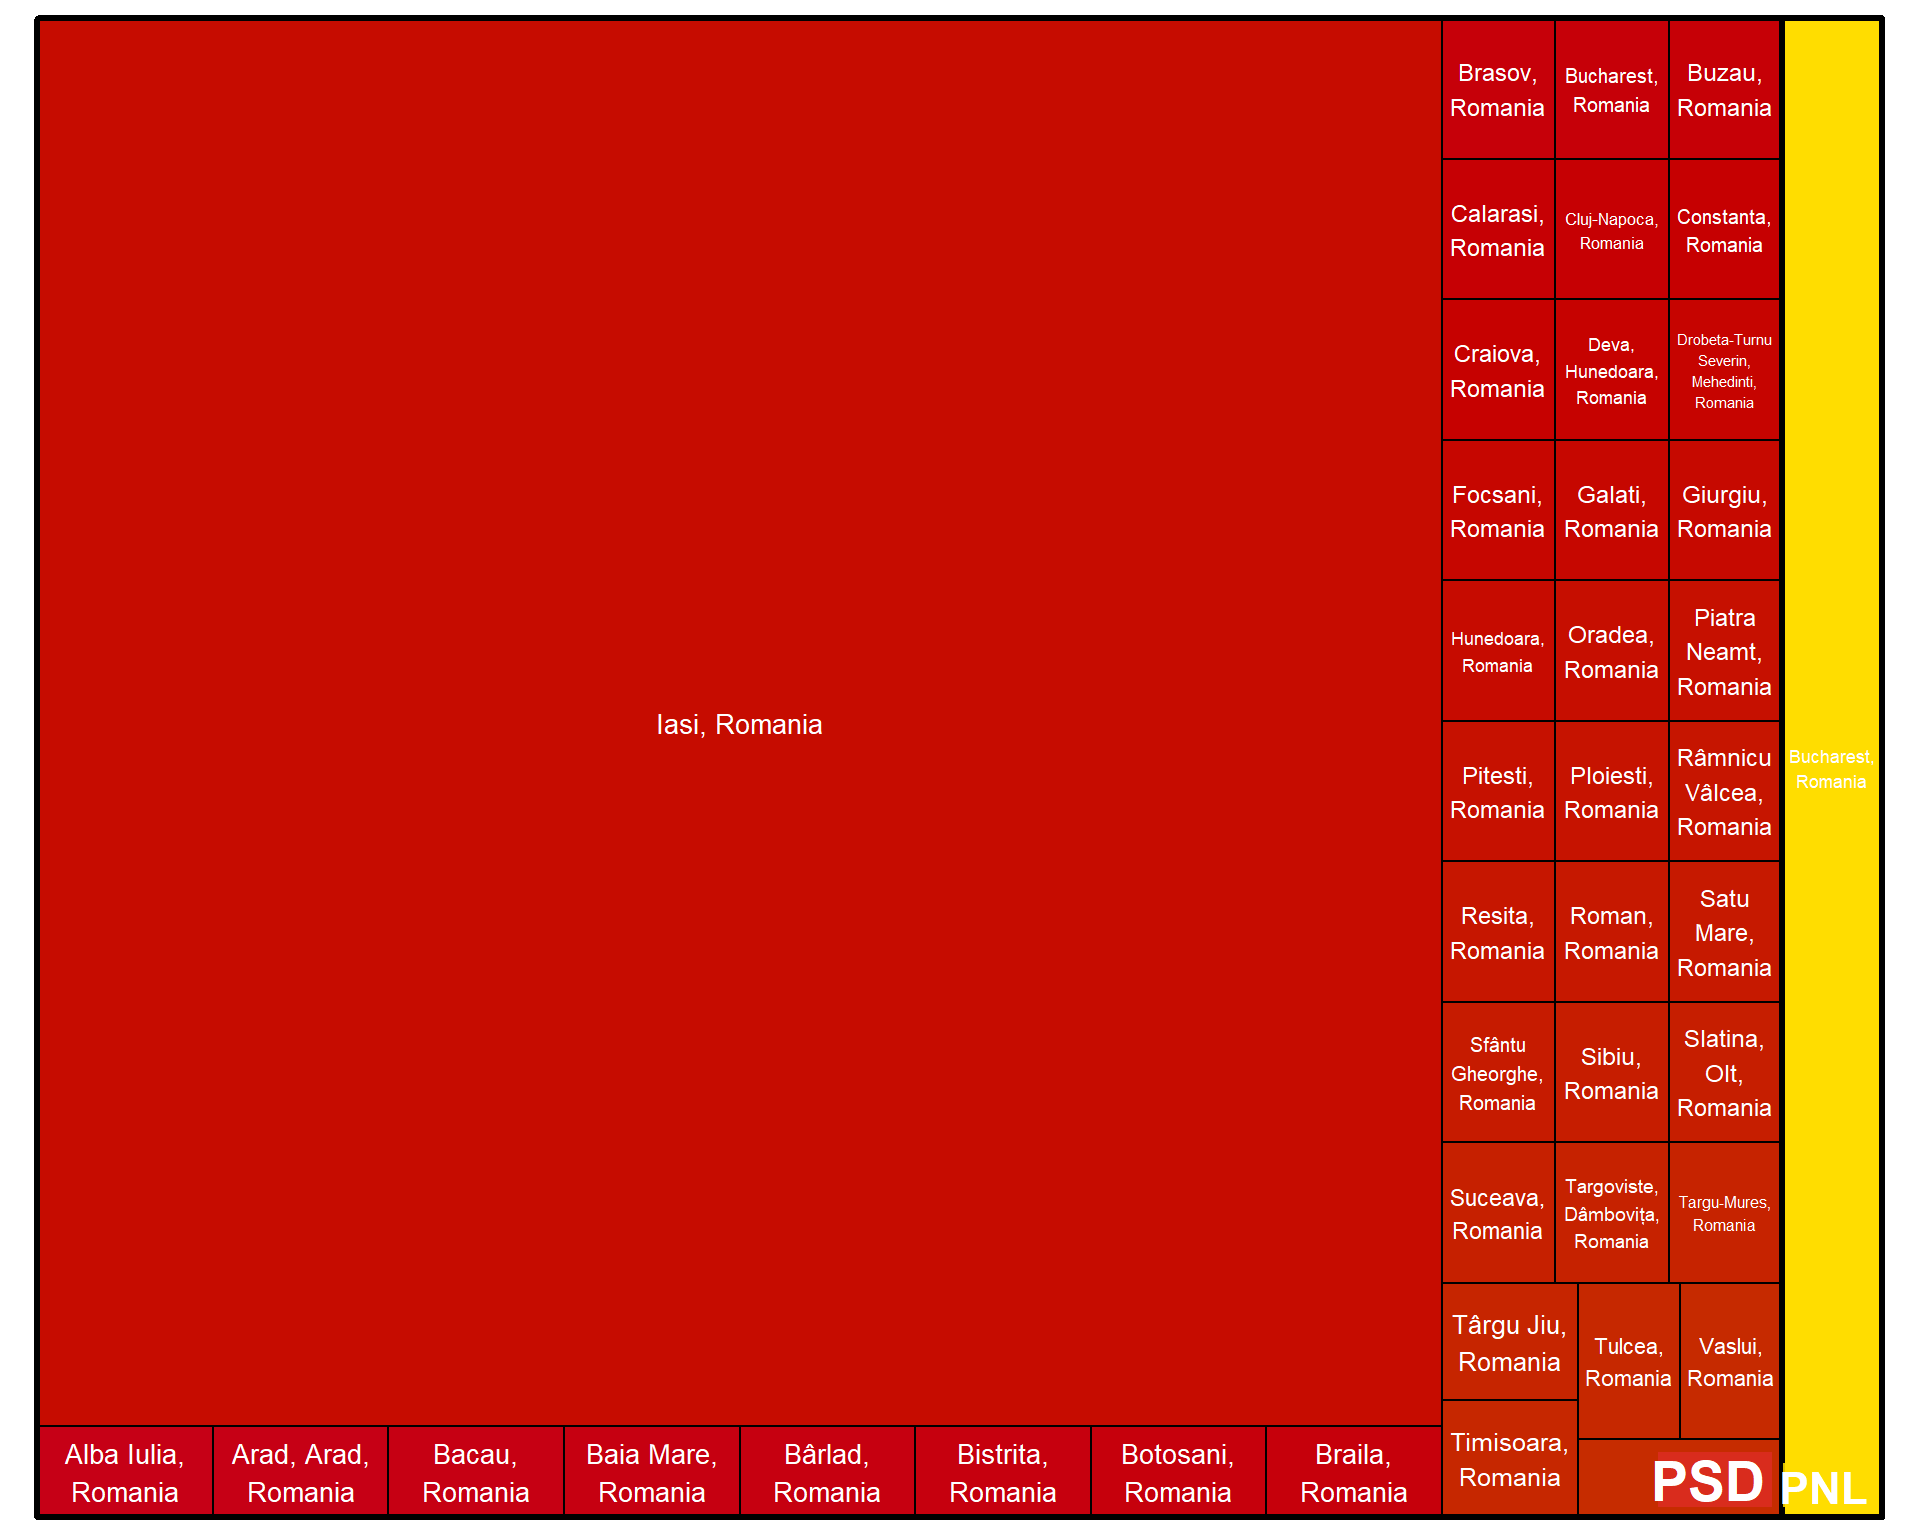 Iasi, Romania
Alba Iulia,
Romania
Arad, Arad,
Romania
Bacau,
Romania
Baia Mare,
Romania
Bârlad,
Romania
Bistrita,
Romania
Botosani,
Romania
Braila,
Romania
Brasov,
Romania
Bucharest,
Romania
Buzau,
Romania
Calarasi,
Romania
Cluj-Napoca,
Romania
Constanta,
Romania
Craiova,
Romania
Deva,
Hunedoara,
Romania
Drobeta-Turnu
Severin,
Mehedinti,
Romania
Focsani,
Romania
Galati,
Romania
Giurgiu,
Romania
Hunedoara,
Romania
Oradea,
Romania
Piatra
Neamt,
Romania
Pitesti,
Romania
Ploiesti,
Romania
Râmnicu
Vâlcea,
Romania
Resita,
Romania
Roman,
Romania
Satu
Mare,
Romania
Sfântu
Gheorghe,
Romania
Sibiu,
Romania
Slatina,
Olt,
Romania
Suceava,
Romania
Targoviste,
Dâmbovița,
Romania
Targu-Mures,
Romania
Târgu Jiu,
Romania
Timisoara,
Romania
Tulcea,
Romania
Vaslui,
Romania
PSD
Bucharest,
Romania
PNL